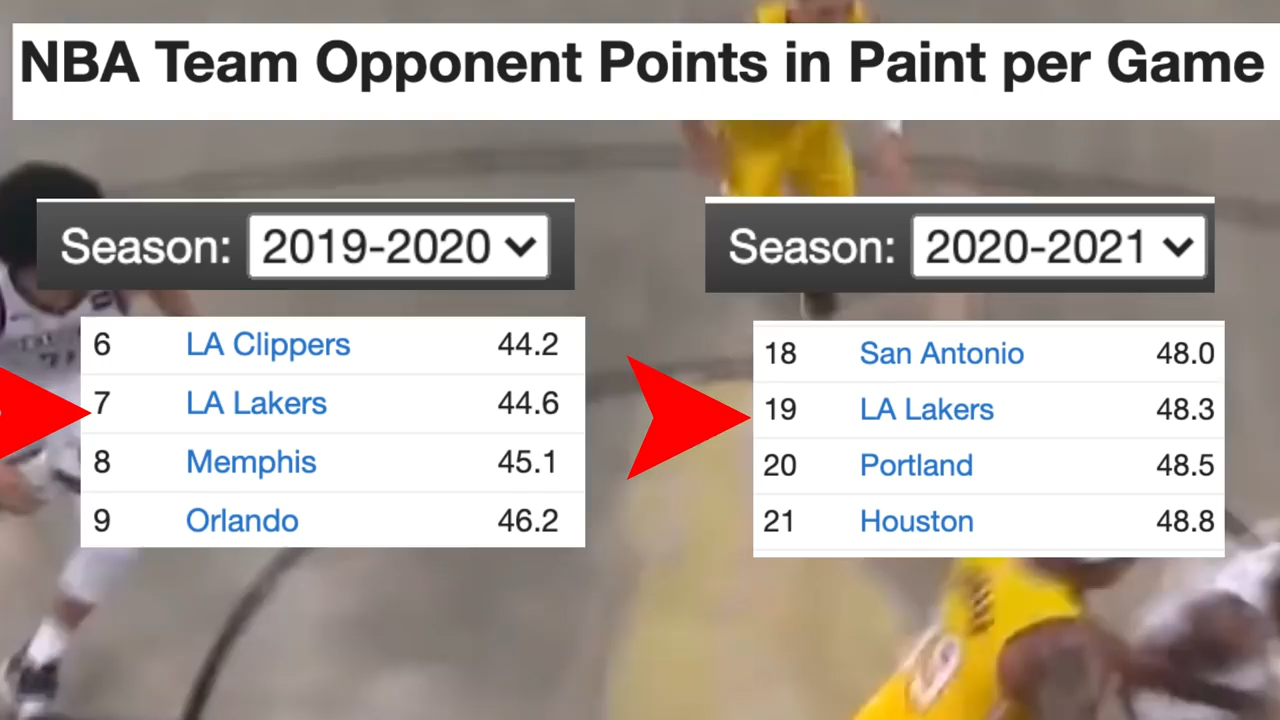 NBA Team Opponent Points in Paint per Game
Season: 2019-2020
6 LA Clippers 44.2
7 LA Lakers 44.6
8 Memphis 45.1
9 Orlando 46.2
Season: 2020-2021
18 San Antonio 48.0
19 LA Lakers 48.3
20 Portland 48.5
21 Houston 48.8